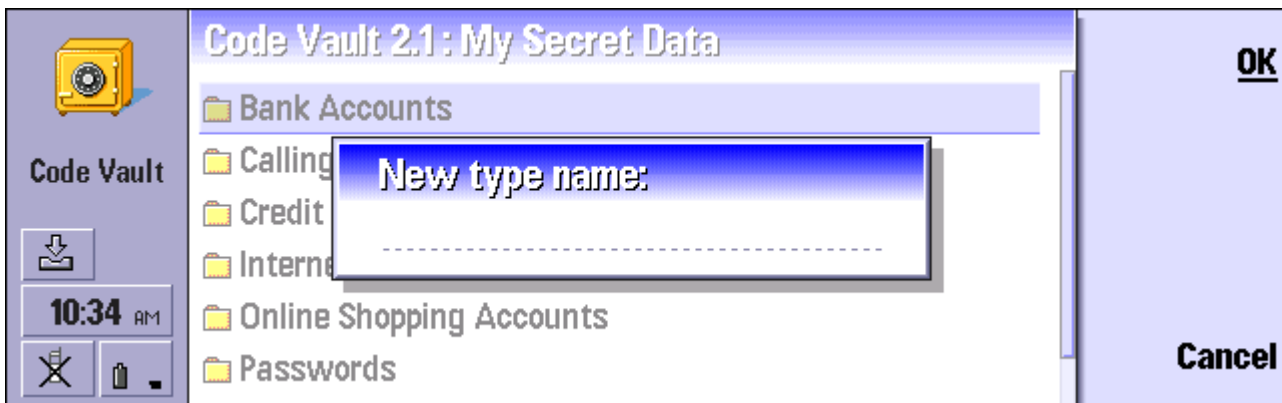 Code Vault 2.1: My Secret Data
OK
Bank Accounts
Code Vault
Calling
New type name:
Credit
Interne
10:34 AM
Online Shopping Accounts
Passwords
Cancel